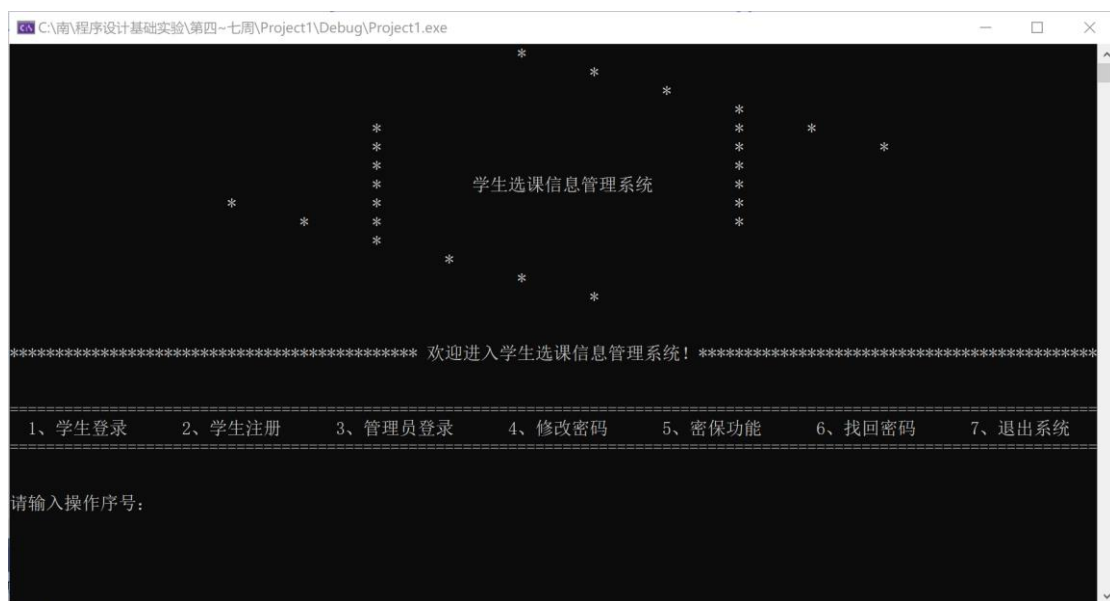 C:\南\程序设计基础实验\第四~七周\Project1\Debug\Project1.exe
学生选课信息管理系统
******************************************** 欢迎进入学生选课信息管理系统! ********************************************
1、学生登录 2、学生注册 3、管理员登录 4、修改密码 5、密保功能 6、找回密码 7、退出系统
请输入操作序号: